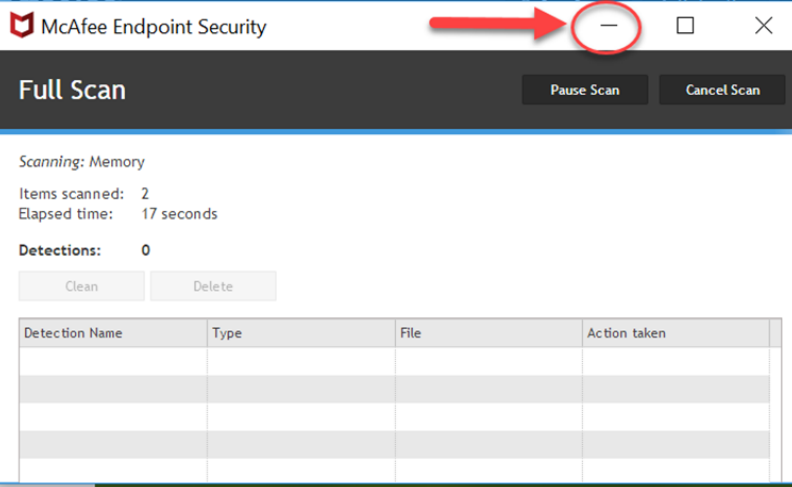 McAfee Endpoint Security
Full Scan
Pause Scan
Cancel Scan
Scanning: Memory
Items scanned: 2
Elapsed time: 17 seconds
Detections: 0
Clean
Delete
Detection Name Type File Action taken